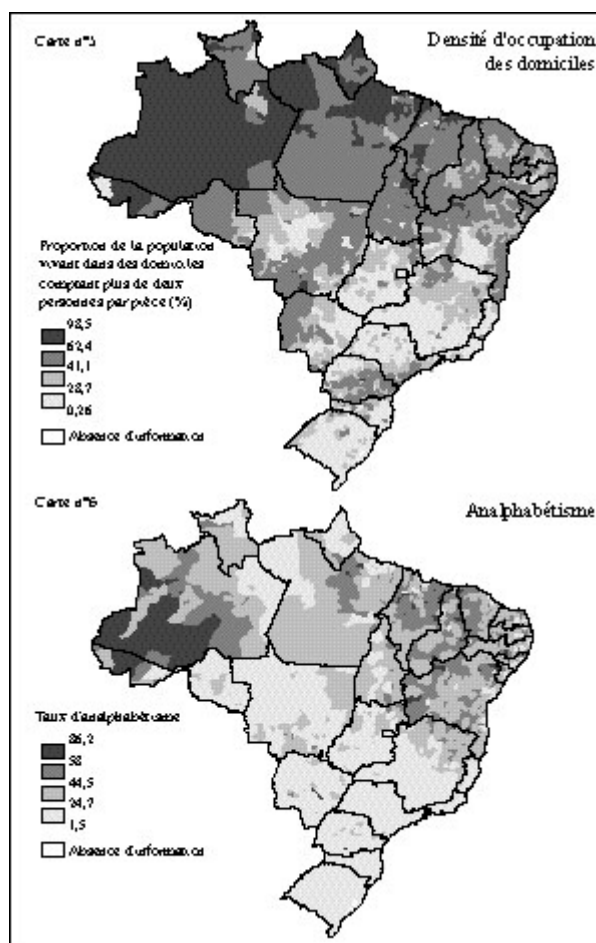 Carte n°5
Densité d'occupation
des domiciles
Proportion de la population
vivant dans des domiciles
comptant plus de deux
personnes par pièce (%)
98,5
62,4
41,1
28,7
0,26
Absence d'information
Carte n°6
Analphabétisme
Taux d'analphabétisme
86,2
58
44,5
24,7
1,5
Absence d'information